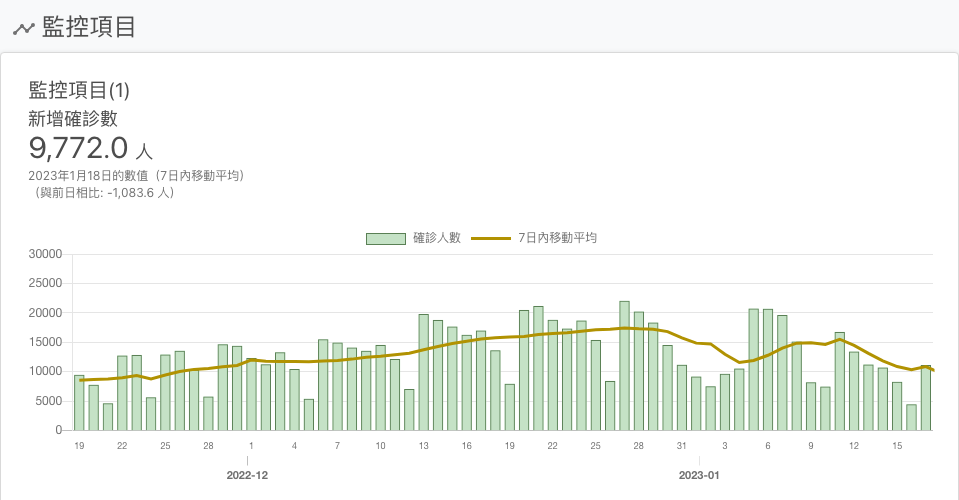 監控項目
監控項目(1)
新增確診數
9,772.0 人
2023年1月18日的數值（7日內移動平均）
（與前日相比: -1,083.6 人）
確診人數 7日內移動平均
30000
25000
20000
15000
10000
5000
0
19 22 25 28 1 4 7 10 13 16 19 22 25 28 31 3 6 9 12 15
2022-12 2023-01